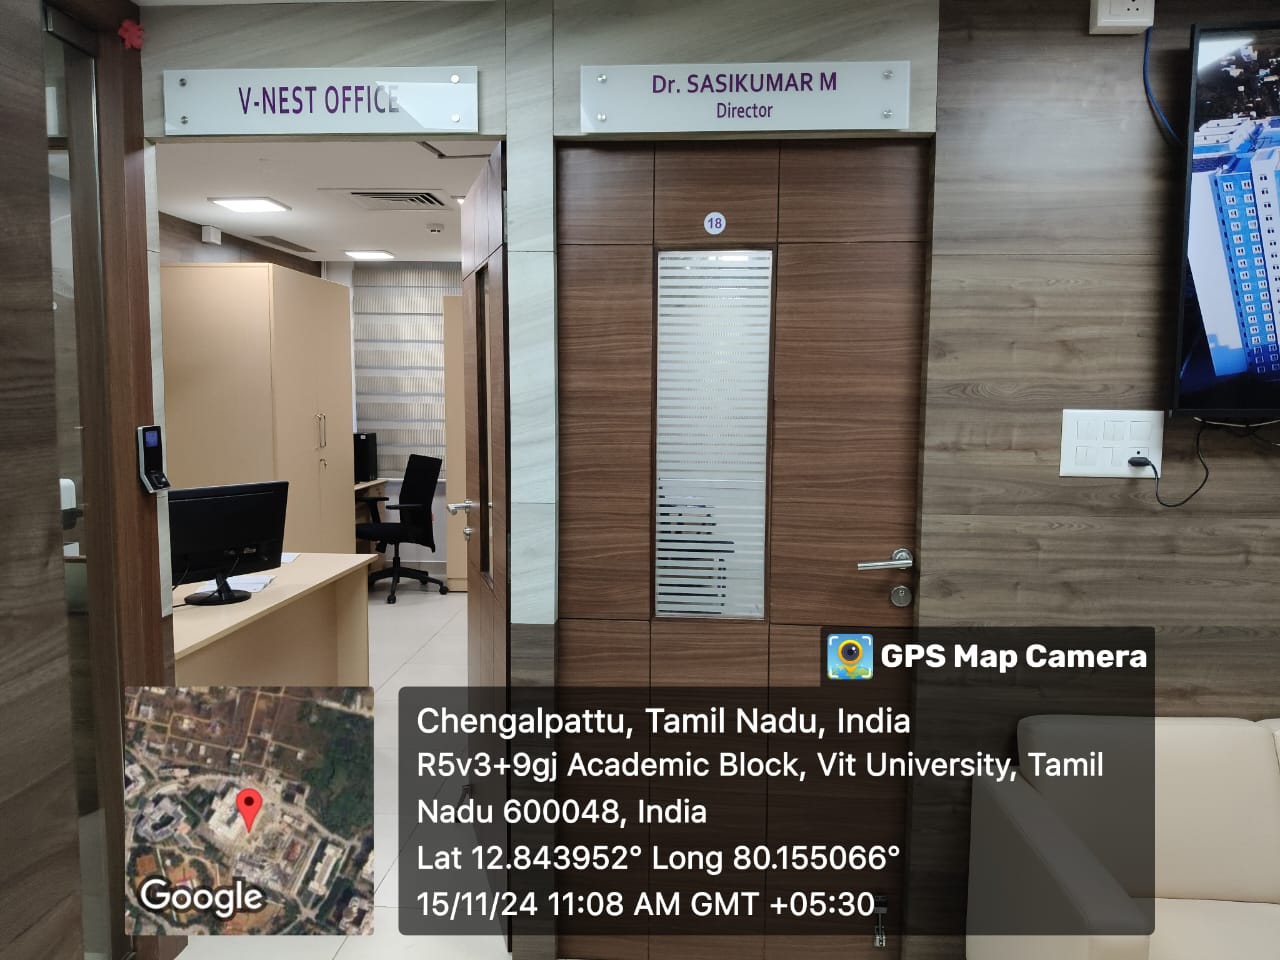 V-NEST OFFICE
Dr. SASIKUMAR M
Director
18
GPS Map Camera
Chengalpattu, Tamil Nadu, India
R5v3+9gj Academic Block, Vit University, Tamil
Nadu 600048, India
Lat 12.843952° Long 80.155066°
15/11/24 11:08 AM GMT +05:30
Google